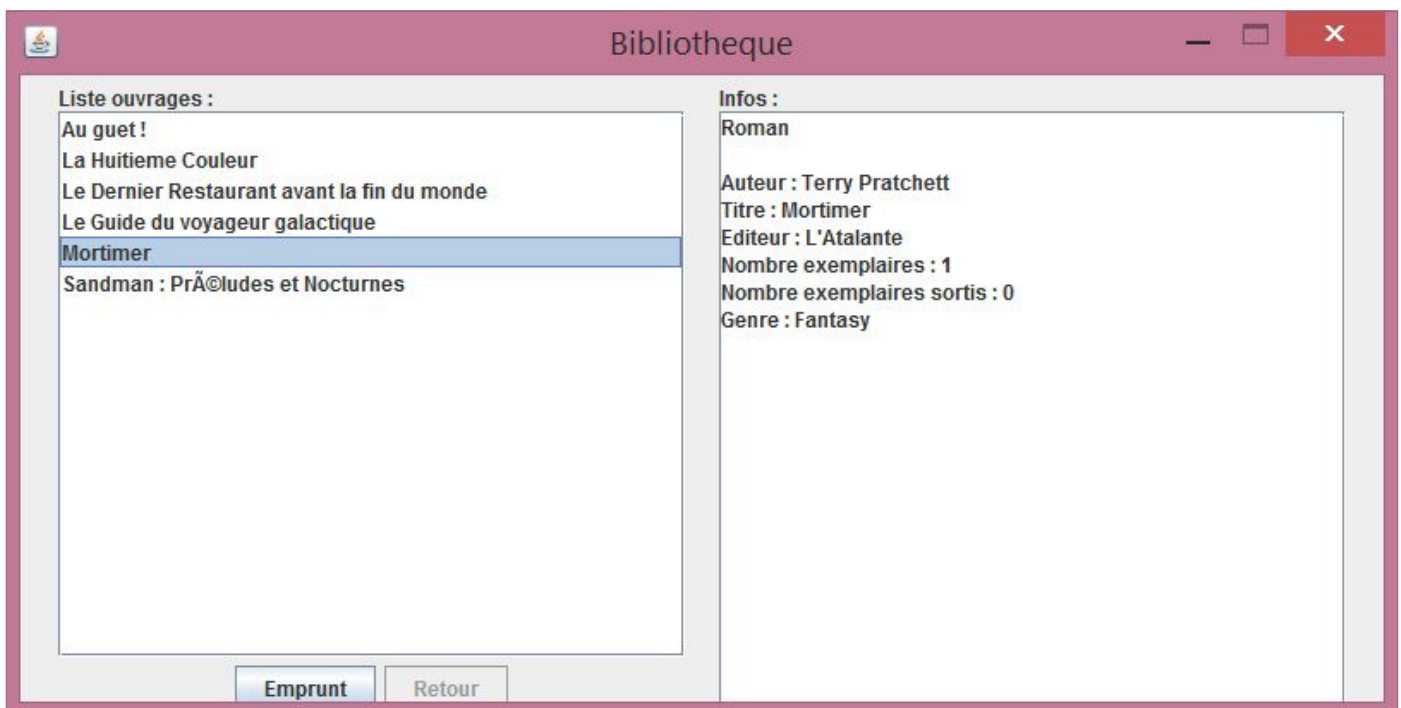 Bibliotheque
Liste ouvrages :
Au guet !
La Huitieme Couleur
Le Dernier Restaurant avant la fin du monde
Le Guide du voyageur galactique
Mortimer
Sandman : PrÃ©ludes et Nocturnes
Emprunt
Retour
Infos :
Roman
Auteur : Terry Pratchett
Titre : Mortimer
Editeur : L'Atalante
Nombre exemplaires : 1
Nombre exemplaires sortis : 0
Genre : Fantasy